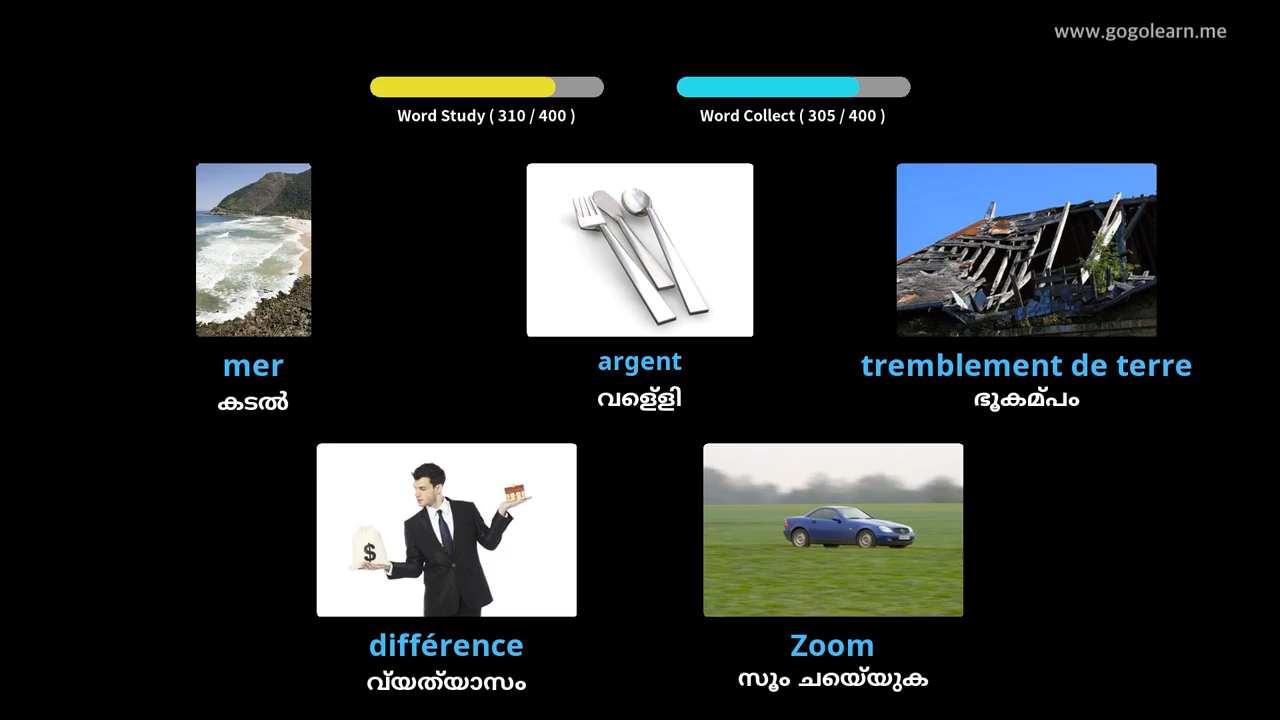 www.gogolearn.me
Word Study ( 310 / 400 )
Word Collect ( 305 / 400 )
mer
argent
tremblement de terre
കടൽ
വെള്ളി
ഭൂകമ്പം
$
différence
Zoom
വ്യത്യാസം
സൂം ചെയ്യുക